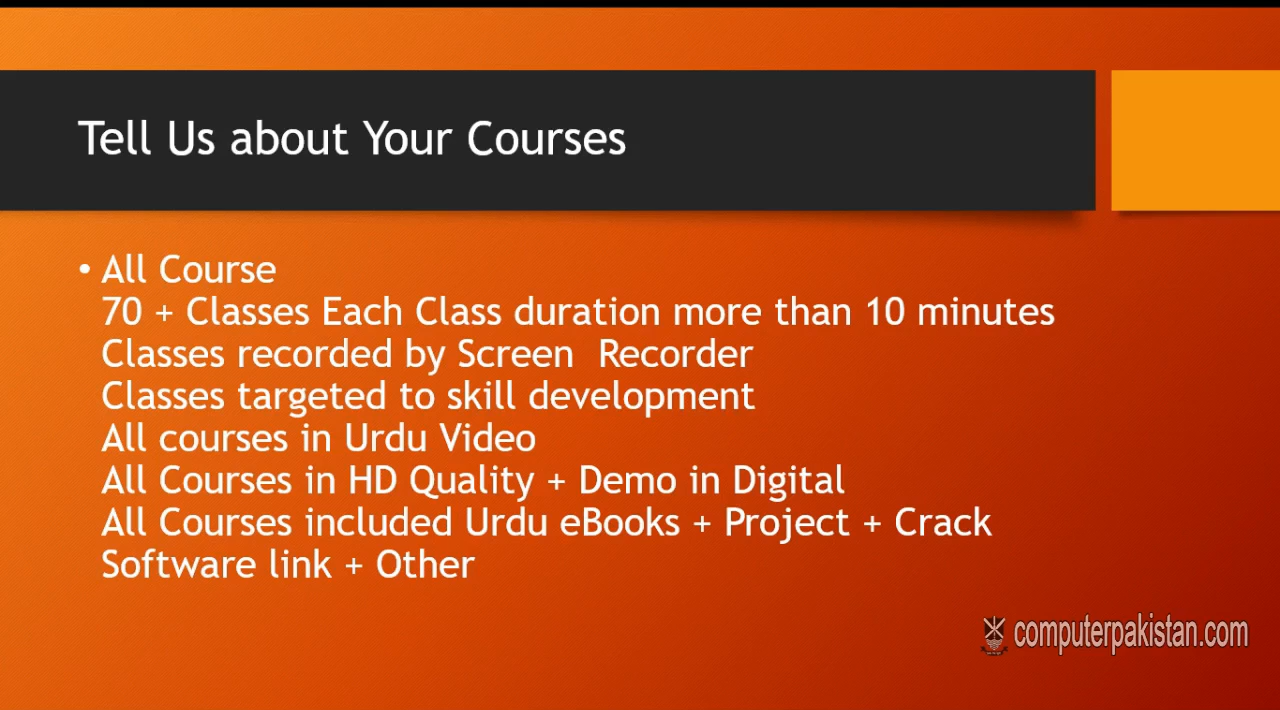 Tell Us about Your Courses
• All Course
70 + Classes Each Class duration more than 10 minutes
Classes recorded by Screen  Recorder
Classes targeted to skill development
All courses in Urdu Video
All Courses in HD Quality + Demo in Digital
All Courses included Urdu eBooks + Project + Crack
Software link + Other
computerpakistan.com